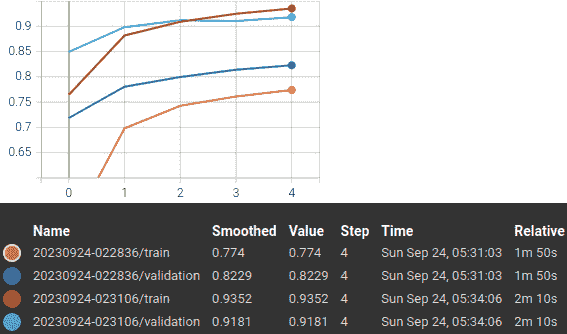 0.9
0.85
0.8
0.75
0.7
0.65
0 1 2 3 4
Name Smoothed Value Step Time Relative
20230924-022836/train 0.774 0.774 4 Sun Sep 24, 05:31:03 1m 50s
20230924-022836/validation 0.8229 0.8229 4 Sun Sep 24, 05:31:03 1m 50s
20230924-023106/train 0.9352 0.9352 4 Sun Sep 24, 05:34:06 2m 10s
20230924-023106/validation 0.9181 0.9181 4 Sun Sep 24, 05:34:06 2m 10s